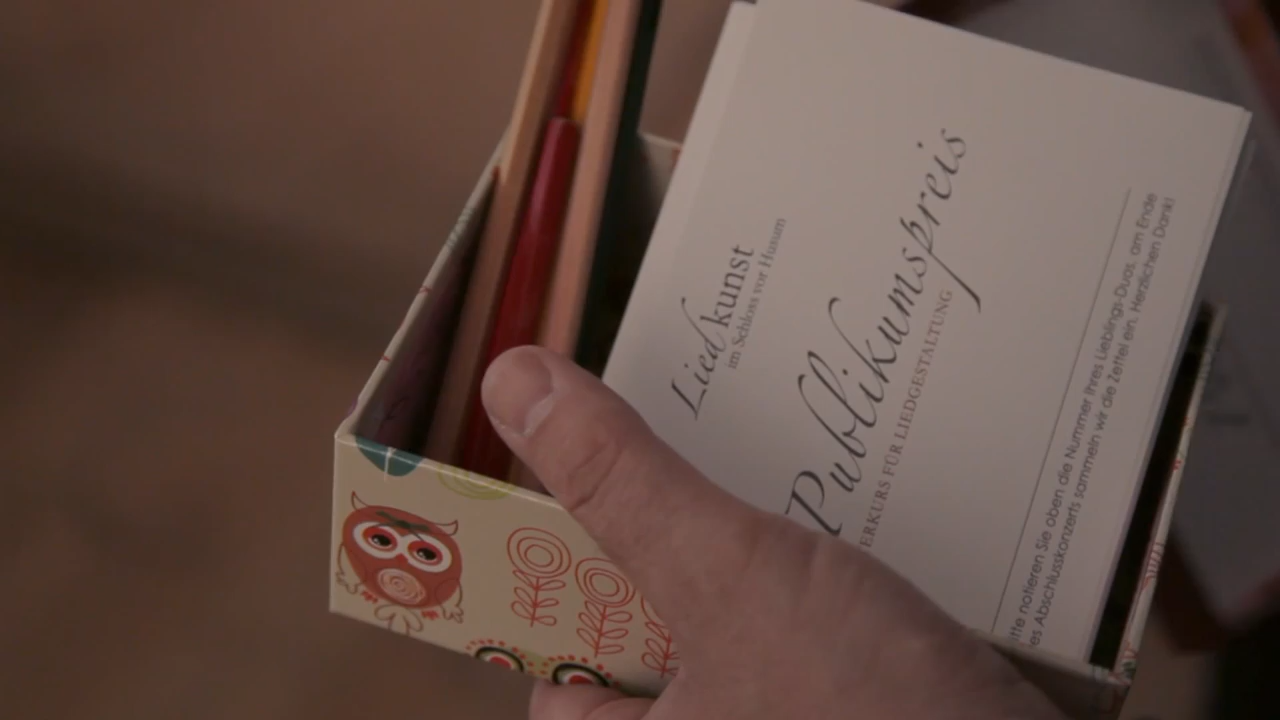 Liedkunst
im Schloss vor Husum
Publikumspreis
ERKURS FÜR LIEDGESTALTUNG
itte notieren Sie oben die Nummer Ihres Lieblings-Duos, am Ende
es Abschlusskonzerts sammeln wir die Zettel ein. Herzlichen Dank!